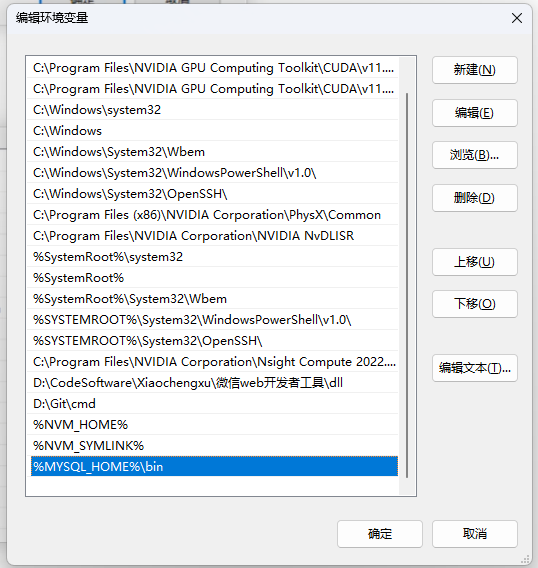 编辑环境变量
C:\Program Files\NVIDIA GPU Computing Toolkit\CUDA\v11....
C:\Program Files\NVIDIA GPU Computing Toolkit\CUDA\v11....
C:\Windows\system32
C:\Windows
C:\Windows\System32\Wbem
C:\Windows\System32\WindowsPowerShell\v1.0\
C:\Windows\System32\OpenSSH\
C:\Program Files (x86)\NVIDIA Corporation\PhysX\Common
C:\Program Files\NVIDIA Corporation\NVIDIA NvDLISR
%SystemRoot%\system32
%SystemRoot%
%SystemRoot%\System32\Wbem
%SYSTEMROOT%\System32\WindowsPowerShell\v1.0\
%SYSTEMROOT%\System32\OpenSSH\
C:\Program Files\NVIDIA Corporation\Nsight Compute 2022....
D:\CodeSoftware\Xiaochengxu\微信web开发者工具\dll
D:\Git\cmd
%NVM_HOME%
%NVM_SYMLINK%
%MYSQL_HOME%\bin
新建(N)
编辑(E)
浏览(B)...
删除(D)
上移(U)
下移(O)
编辑文本(T)...
确定
取消